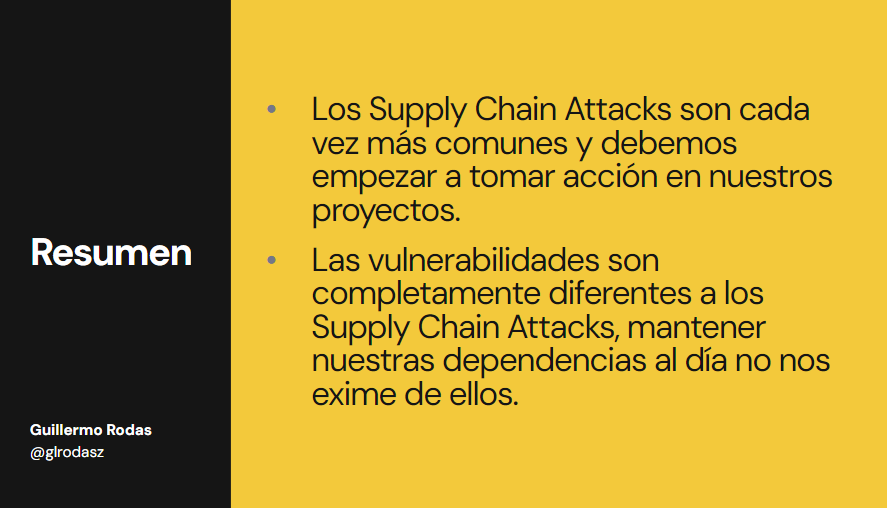 Resumen
Guillermo Rodas
@glrodasz
• Los Supply Chain Attacks son cada
vez más comunes y debemos
empezar a tomar acción en nuestros
proyectos.
• Las vulnerabilidades son
completamente diferentes a los
Supply Chain Attacks, mantener
nuestras dependencias al día no nos
exime de ellos.